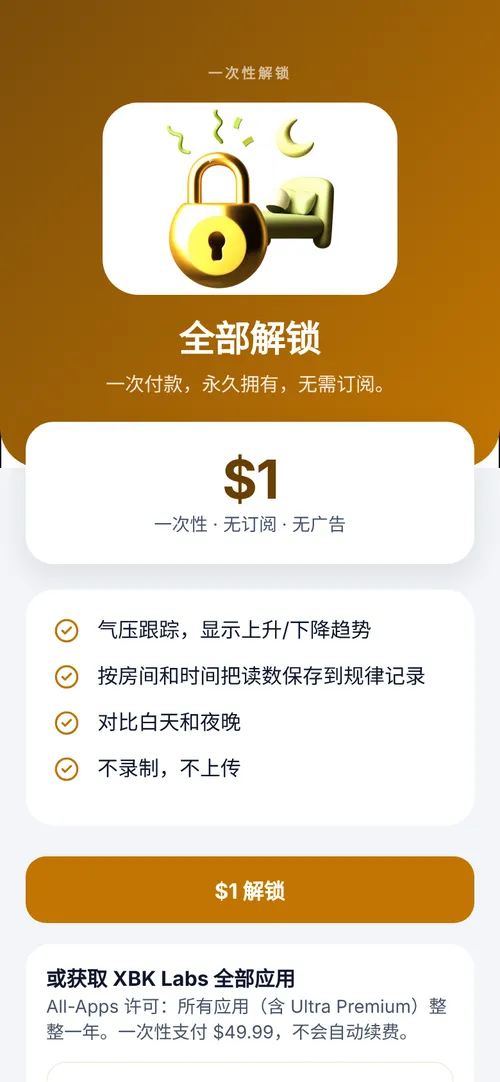 一次性解锁
全部解锁
一次付款，永久拥有，无需订阅。
$1
一次性 · 无订阅 · 无广告
气压跟踪，显示上升/下降趋势
按房间和时间把读数保存到规律记录
对比白天和夜晚
不录制，不上传
$1 解锁
或获取 XBK Labs 全部应用
All-Apps 许可：所有应用（含 Ultra Premium）整
整一年。一次性支付 $49.99，不会自动续费。